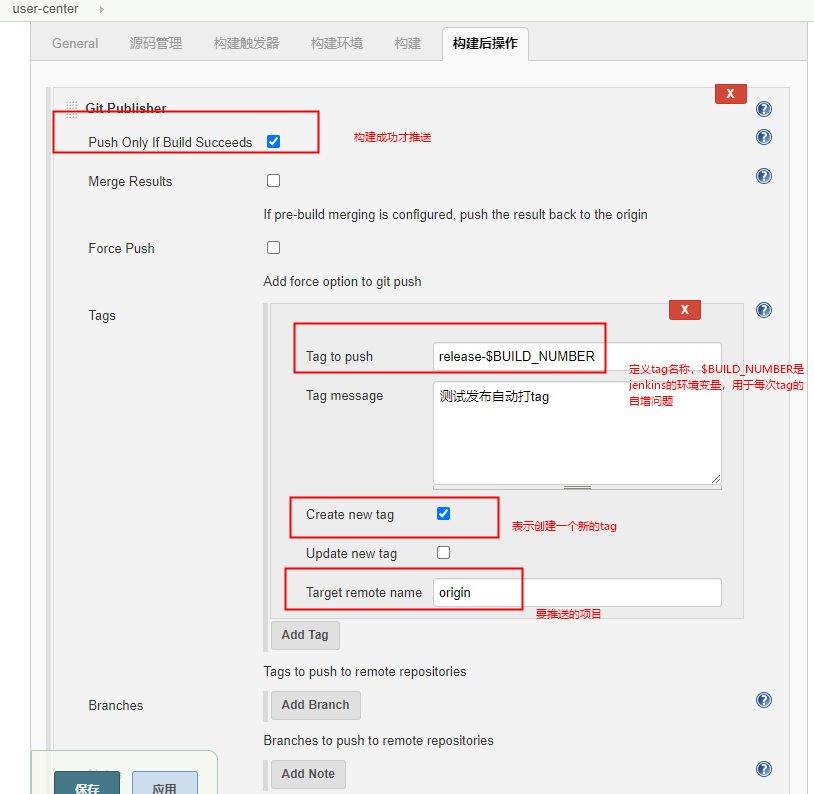 user-center
General 源码管理 构建触发器 构建环境 构建 构建后操作
X
Git Publisher
Push Only If Build Succeeds
构建成功才推送
Merge Results
If pre-build merging is configured, push the result back to the origin
Force Push
Add force option to git push
Tags
X
Tag to push release-$BUILD_NUMBER
定义tag名称，$BUILD_NUMBER是
jenkins的环境变量，用于每次tag的
自增问题
Tag message 测试发布自动打tag
Create new tag
表示创建一个新的tag
Update new tag
Target remote name origin
要推送的项目
Add Tag
Tags to push to remote repositories
Branches
Add Branch
Branches to push to remote repositories
Add Note
保存 应用